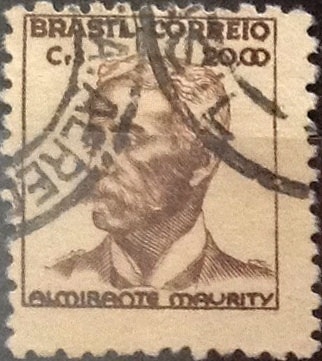 BRASIL CORREIO
Cr$ 20,00
ALMIRANTE MAURITY